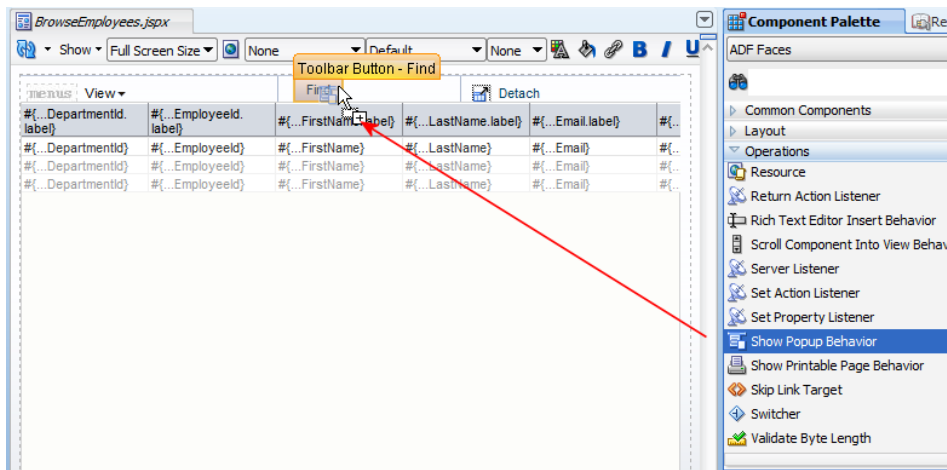 BrowseEmployees.jspx
Component Palette
Show Full Screen Size None Default None B I U
ADF Faces
Toolbar Button - Find
menus View Find Detach
#{...DepartmentId.label} #{...EmployeeId.label} #{...FirstName.label} #{...LastName.label} #{...Email.label} #{..
#{...DepartmentId} #{...EmployeeId} #{...FirstName} #{...LastName} #{...Email} #{..
#{...DepartmentId} #{...EmployeeId} #{...FirstName} #{...LastName} #{...Email} #{..
#{...DepartmentId} #{...EmployeeId} #{...FirstName} #{...LastName} #{...Email} #{..
Common Components
Layout
Operations
Resource
Return Action Listener
Rich Text Editor Insert Behavior
Scroll Component Into View Behav
Server Listener
Set Action Listener
Set Property Listener
Show Popup Behavior
Show Printable Page Behavior
Skip Link Target
Switcher
Validate Byte Length